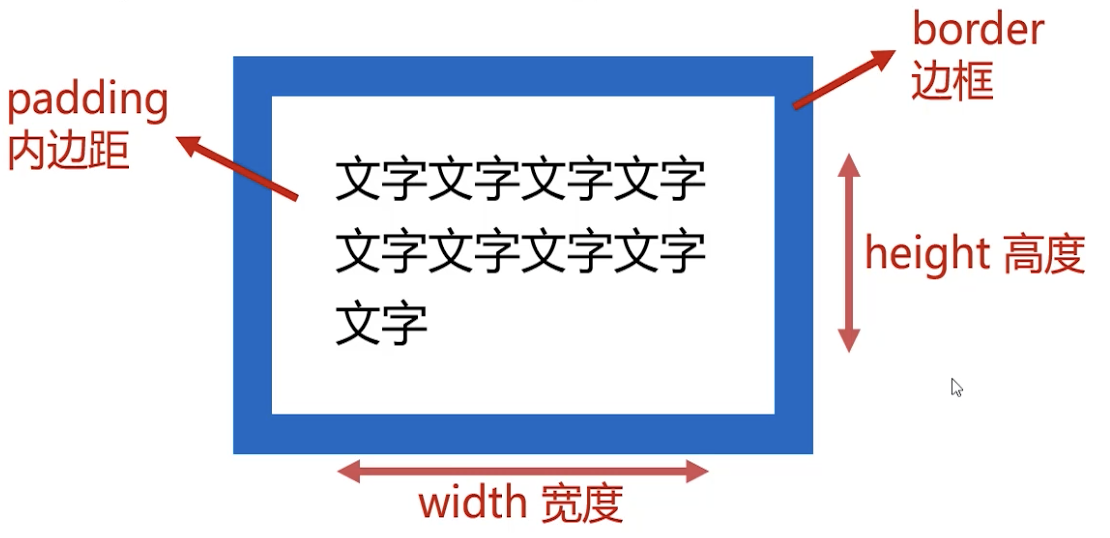 border
边框
padding
内边距
文字文字文字文字
文字文字文字文字
文字
height 高度
width 宽度